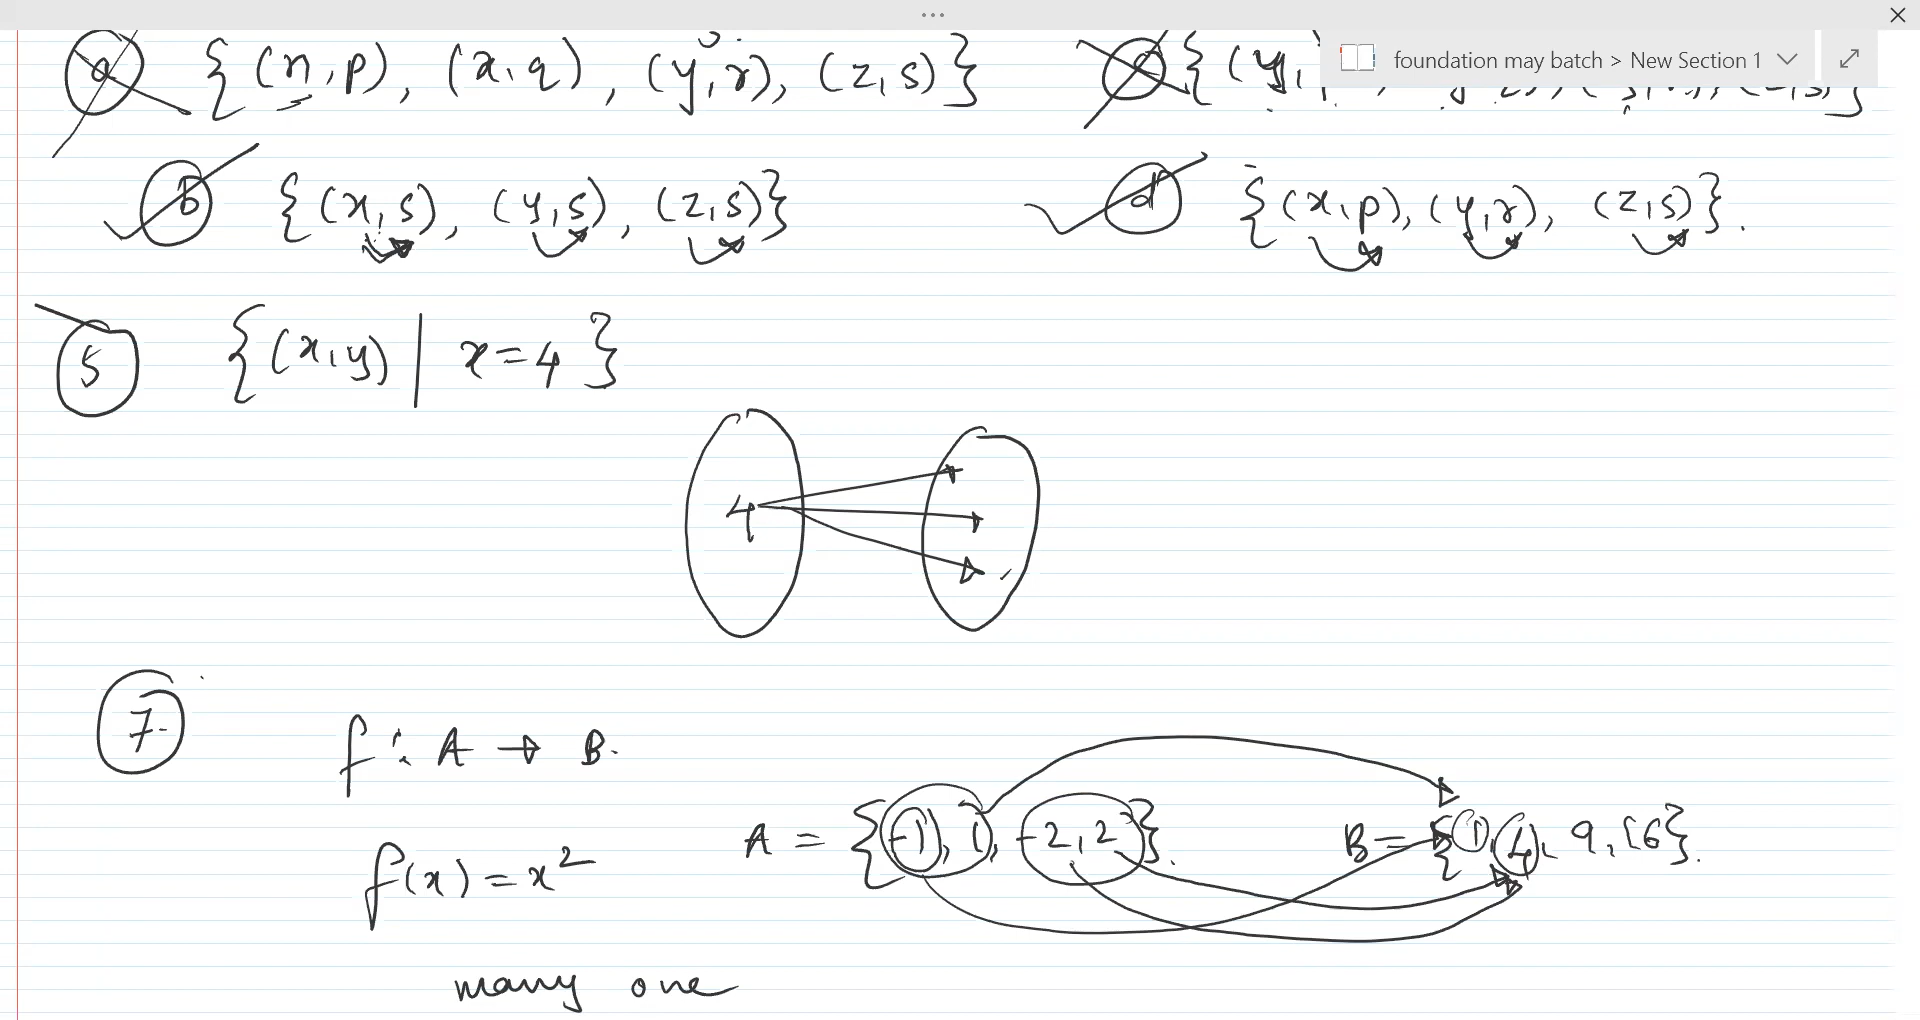 foundation may batch > New Section 1
a {(x,p), (x,q), (y,r), (z,s)}
c {(y,
b {(x,s), (y,s), (z,s)}
d {(x,p), (y,r), (z,s)}.
5 {(x,y) | x=4}
4
7. f : A → B.
f(x) = x²
A = {-1, 1, -2, 2}.
B = {1, 4, 9, 16}.
many one